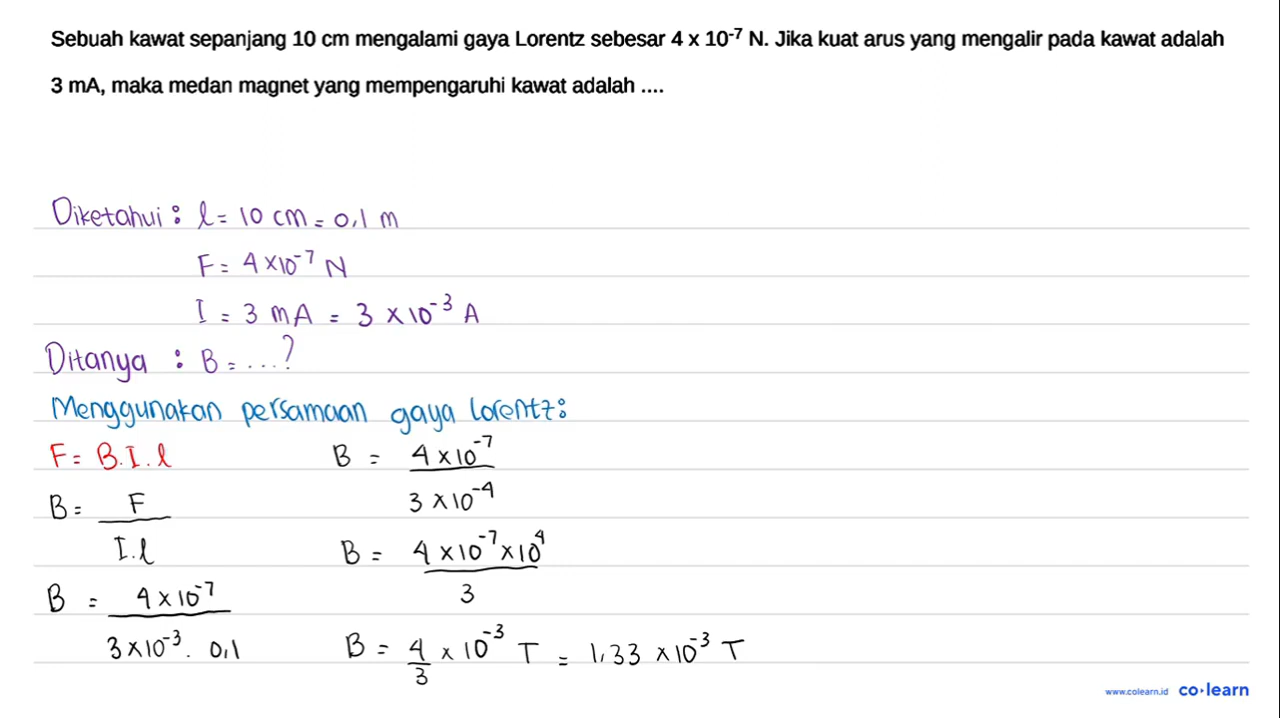 Sebuah kawat sepanjang 10 cm mengalami gaya Lorentz sebesar 4 x 10⁻⁷ N. Jika kuat arus yang mengalir pada kawat adalah
3 mA, maka medan magnet yang mempengaruhi kawat adalah ....
Diketahui : l = 10 cm = 0,1 m
F = 4 × 10⁻⁷ N
I = 3 mA = 3 × 10⁻³ A
Ditanya : B = ...?
Menggunakan persamaan gaya lorentz:
F = B. I. l
B = F / I.l
B = 4 × 10⁻⁷ / 3 × 10⁻³ . 0,1
B = 4 × 10⁻⁷ / 3 × 10⁻⁴
B = 4 × 10⁻⁷ × 10⁴ / 3
B = 4/3 × 10⁻³ T = 1,33 × 10⁻³ T
www.colearn.id co·learn